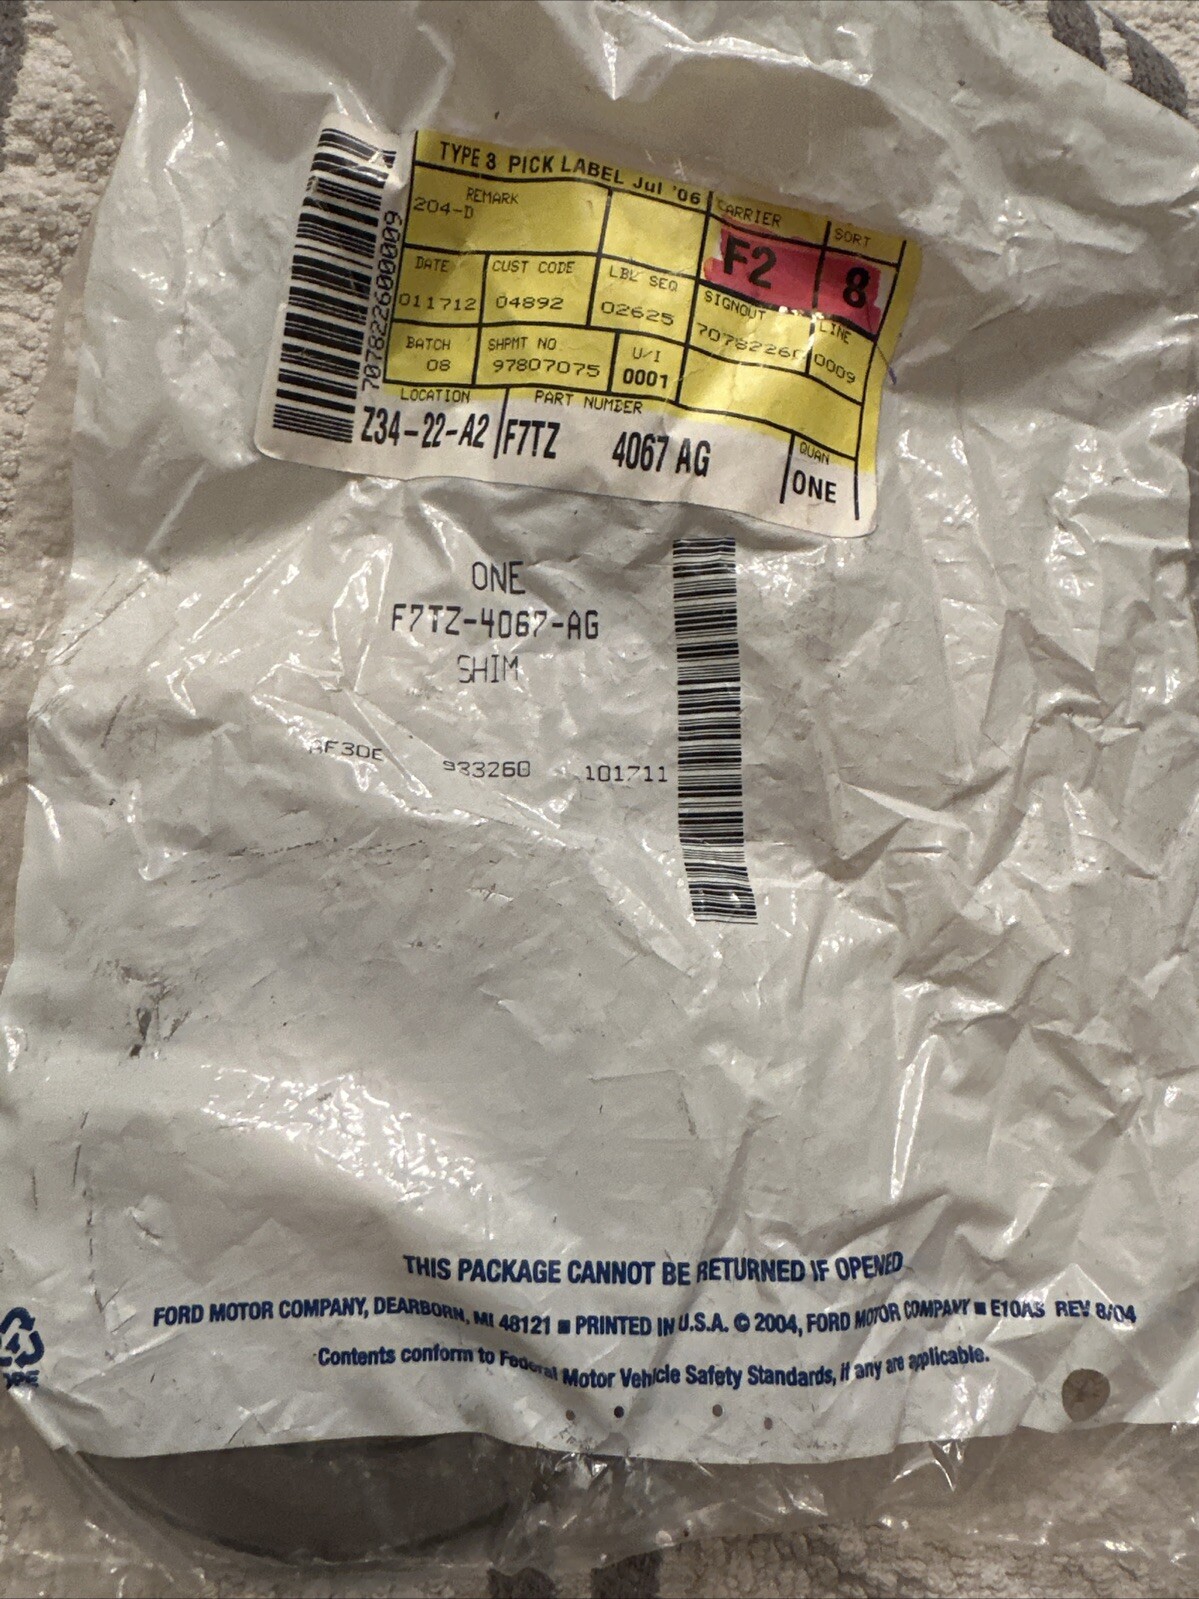 TYPE 3 PICK LABEL Jul '06
CARRIER
SORT
REMARK
204-D
F2
8
DATE
CUST CODE
LBL SEQ
SIGNOUT
LINE
011712
04892
02625
7078226
0009
BATCH
SHPMT NO.
U/I
08
97807075
0001
707822600009
LOCATION
PART NUMBER
QUAN
Z34-22-A2
F7TZ 4067 AG
ONE
ONE
F7TZ-4067-AG
SHIM
933260 101711
THIS PACKAGE CANNOT BE RETURNED IF OPENED
FORD MOTOR COMPANY, DEARBORN, MI 48121 ■ PRINTED IN U.S.A. © 2004, FORD MOTOR COMPANY ■ E10AS REV 8/04
Contents conform to Federal Motor Vehicle Safety Standards, if any are applicable.